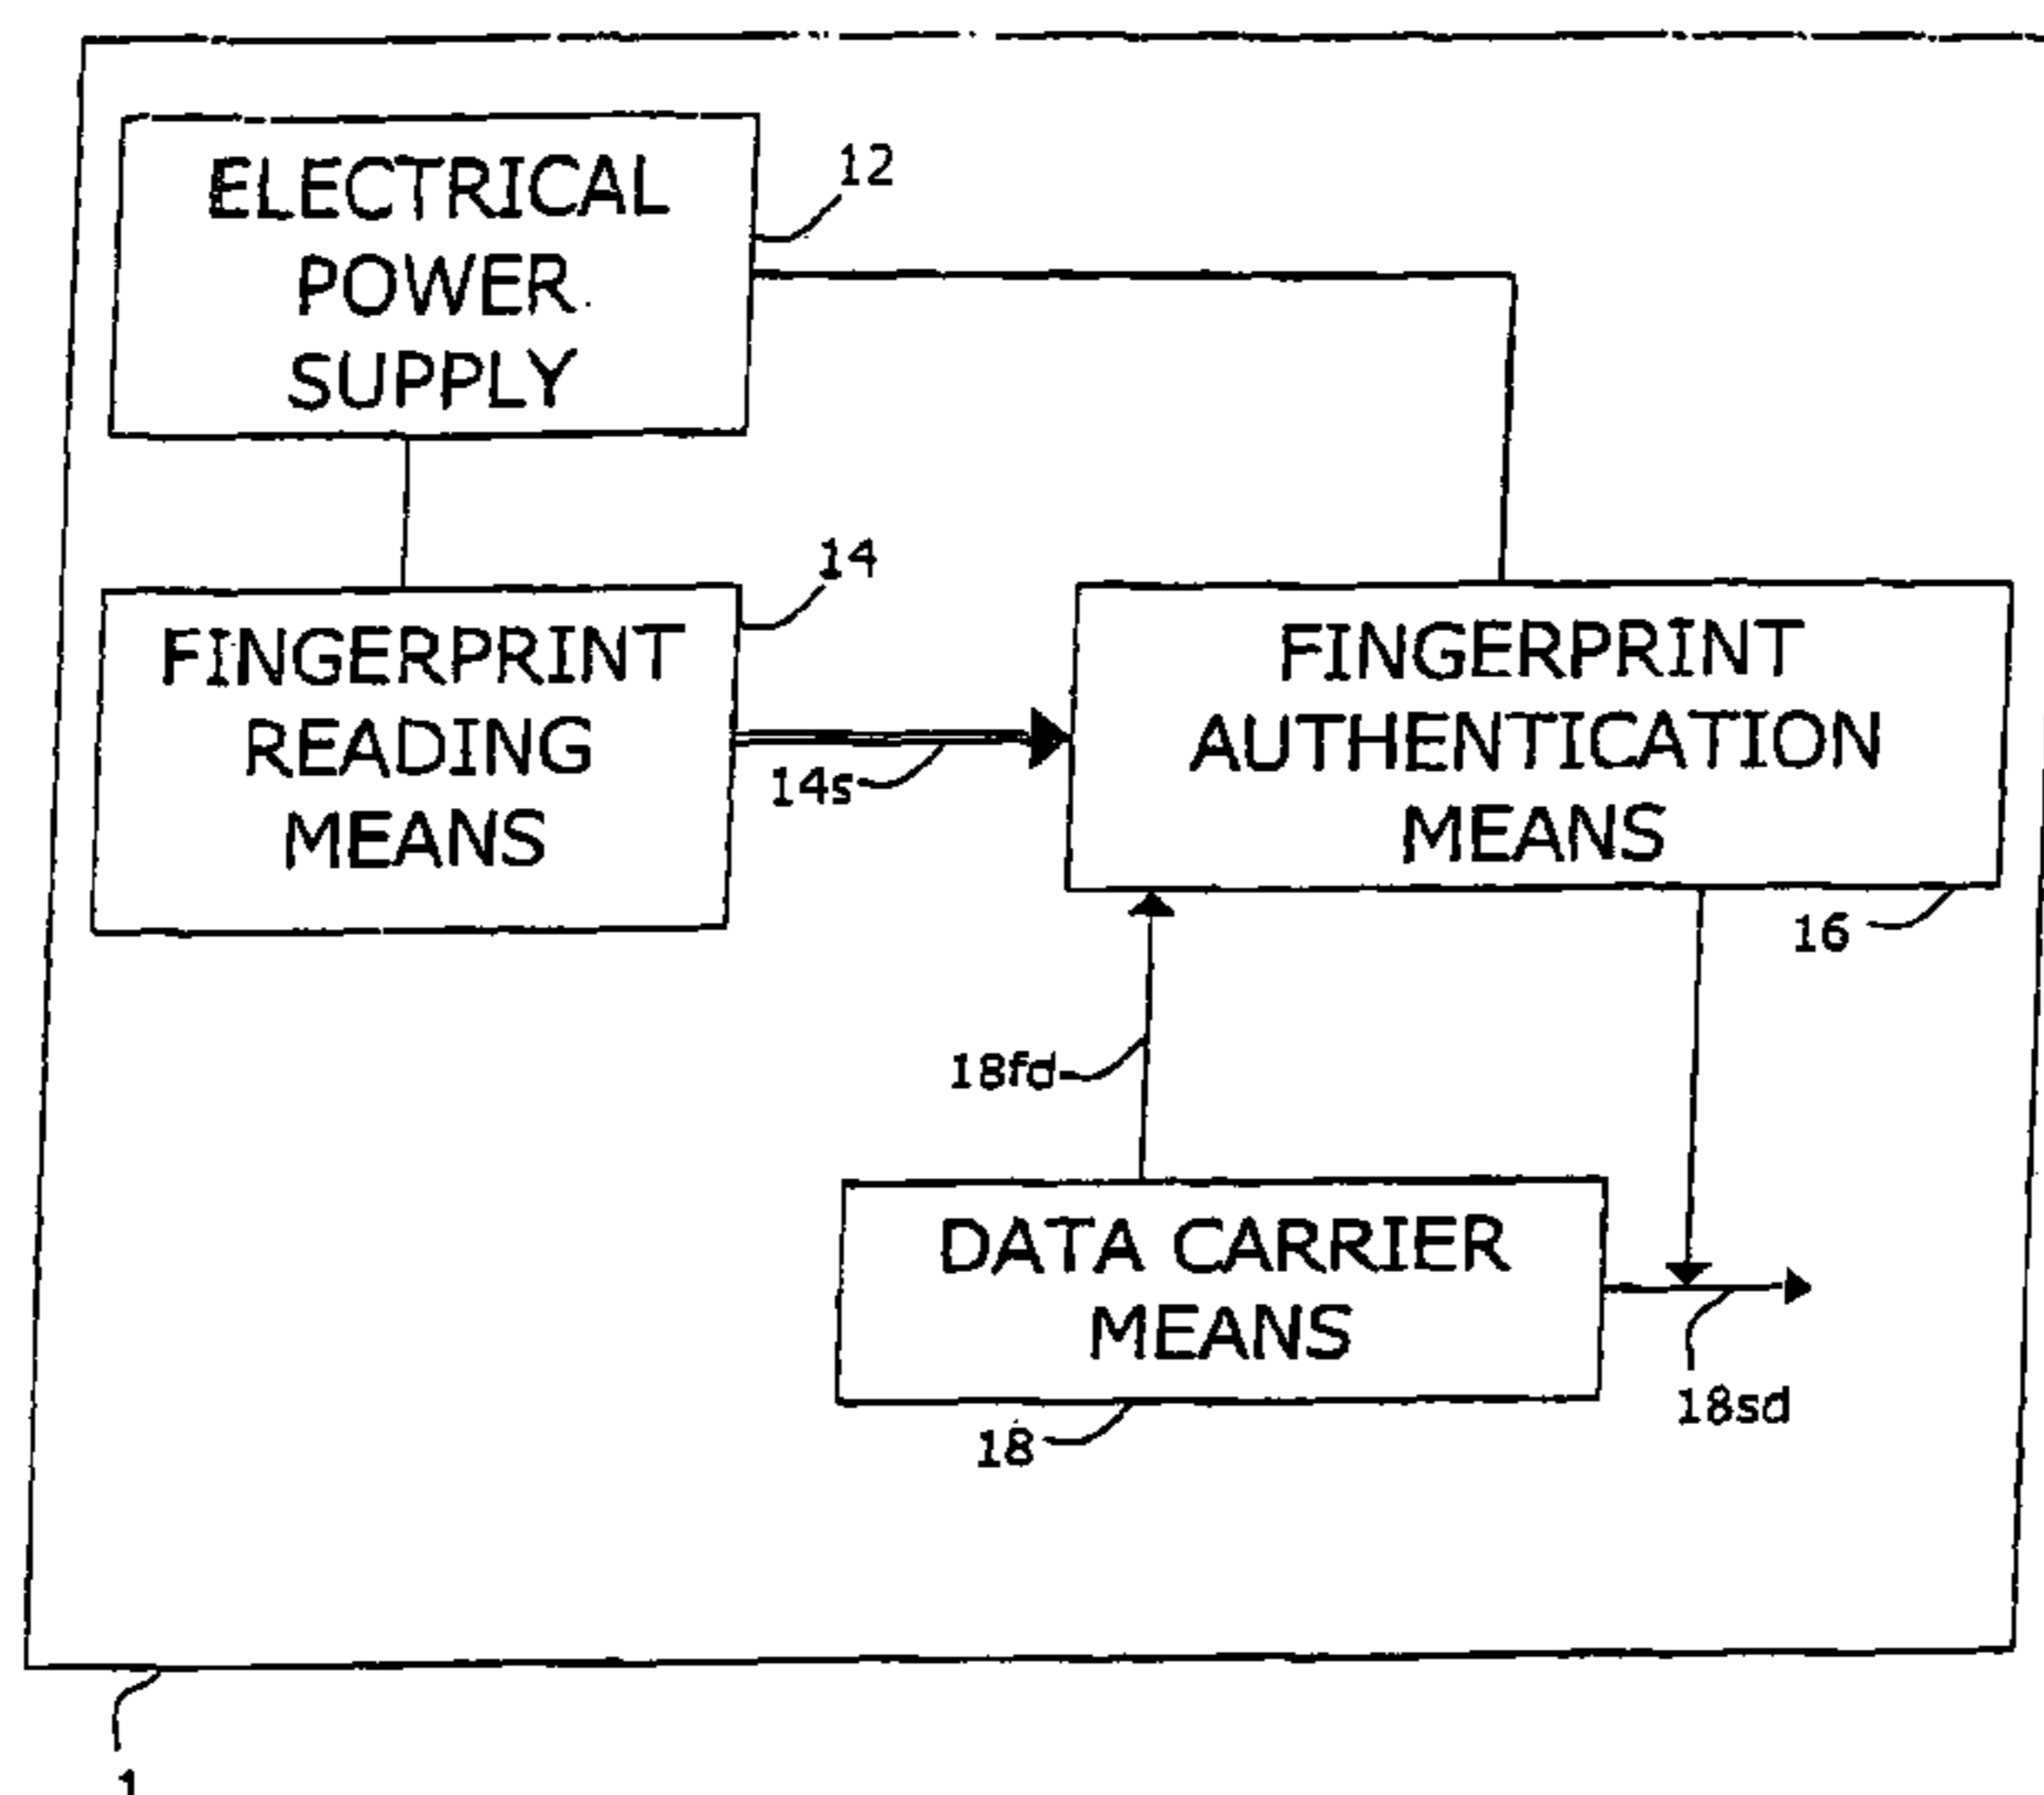 ELECTRICAL
POWER
SUPPLY
12
FINGERPRINT
READING
MEANS
14
14s
FINGERPRINT
AUTHENTICATION
MEANS
16
18fd
DATA CARRIER
MEANS
18
18sd
1